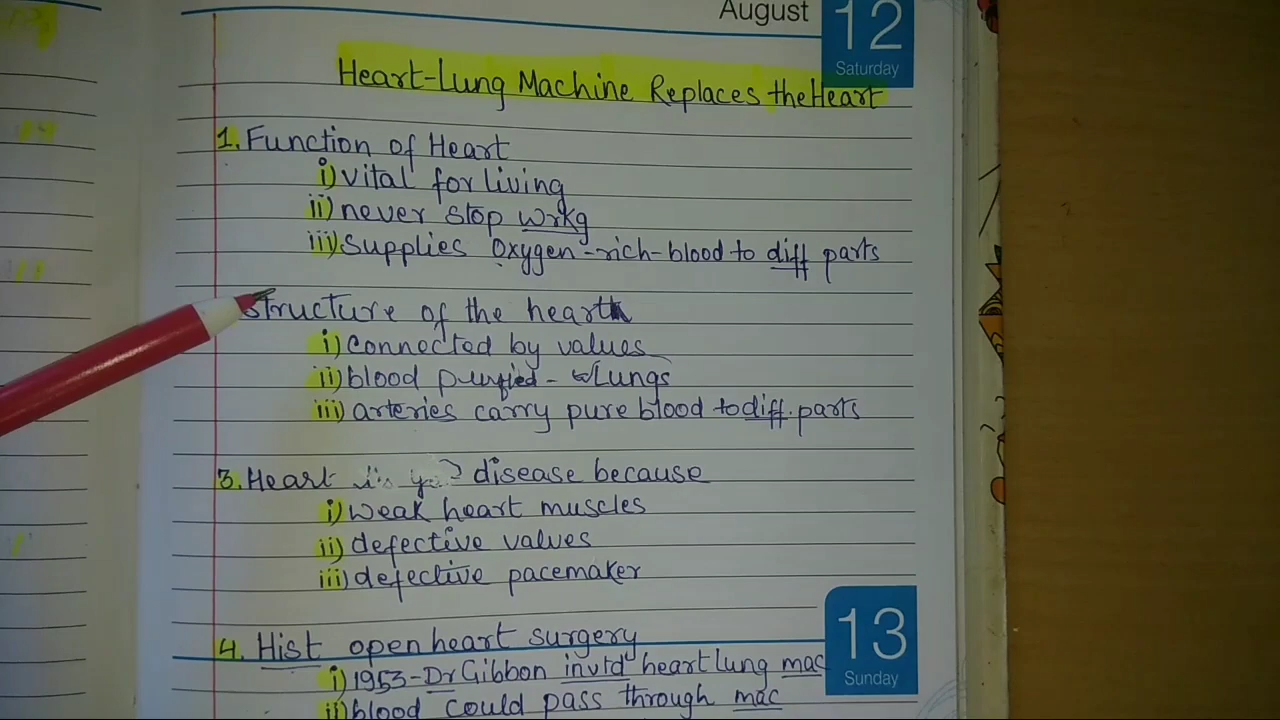 August 12
Saturday
Heart-Lung Machine Replaces the Heart
1. Function of Heart
i) vital for living
ii) never stop wrkg
iii) supplies oxygen-rich-blood to diff parts
Structure of the heart
i) connected by values
ii) blood purified - Lungs
iii) arteries carry pure blood to diff. parts
3. Heart disease because
i) weak heart muscles
ii) defective values
iii) defective pacemaker
13
Sunday
4. Hist open heart surgery
i) 1953-Dr Gibbon invtd heart lung mac
ii) blood could pass through mac